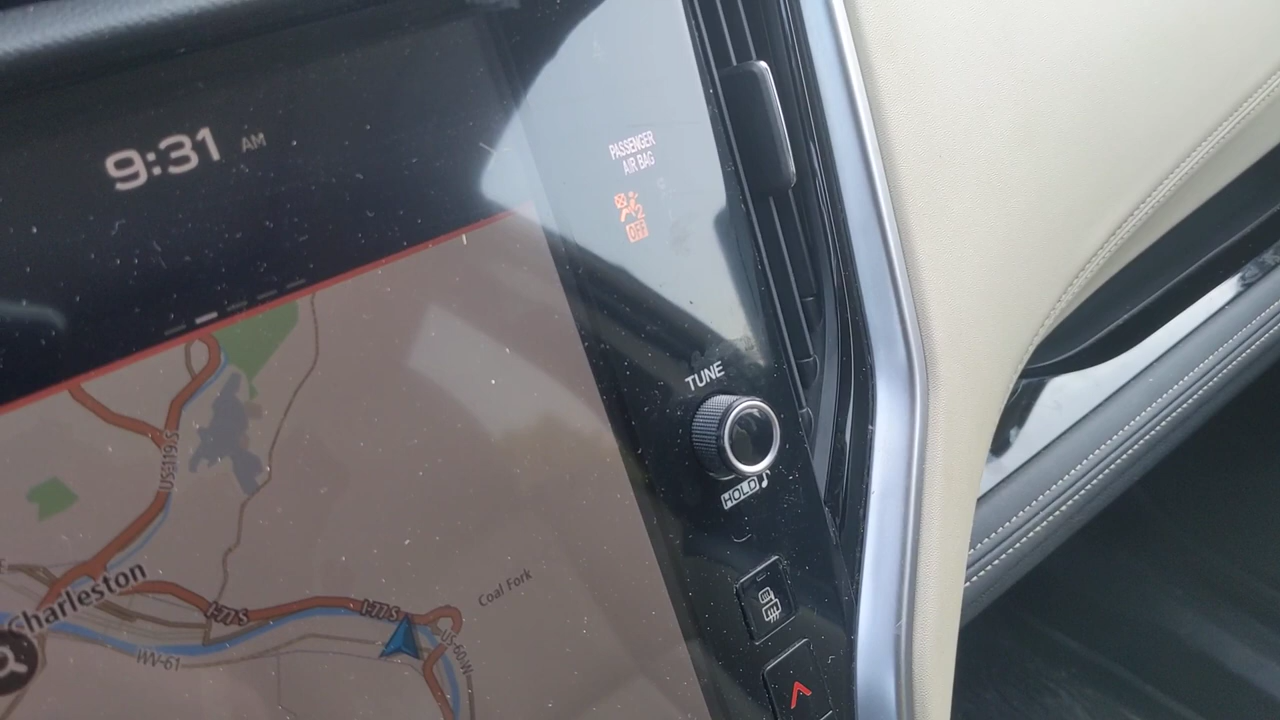 9:31 AM
PASSENGER
AIR BAG
2
OFF
TUNE
HOLD
US-119 S
Charleston
I-77 S
I-77 S
Coal Fork
US-60 W
WV-61